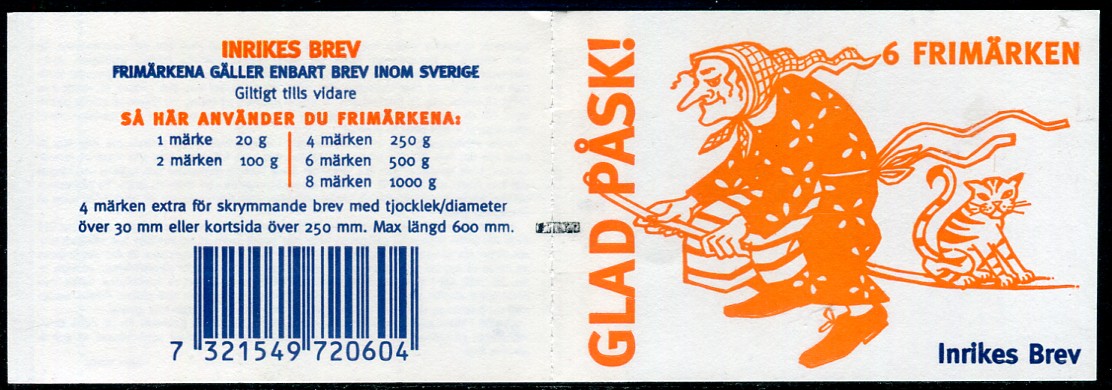 INRIKES BREV
FRIMÄRKENA GÄLLER ENBART BREV INOM SVERIGE
Giltigt tills vidare
SÅ HÄR ANVÄNDER DU FRIMÄRKENA:
1 märke 20 g
2 märken 100 g
4 märken 250 g
6 märken 500 g
8 märken 1000 g
4 märken extra för skrymmande brev med tjocklek/diameter
över 30 mm eller kortsida över 250 mm. Max längd 600 mm.
7 321549 720604
GLAD PÅSK!
6 FRIMÄRKEN
Inrikes Brev